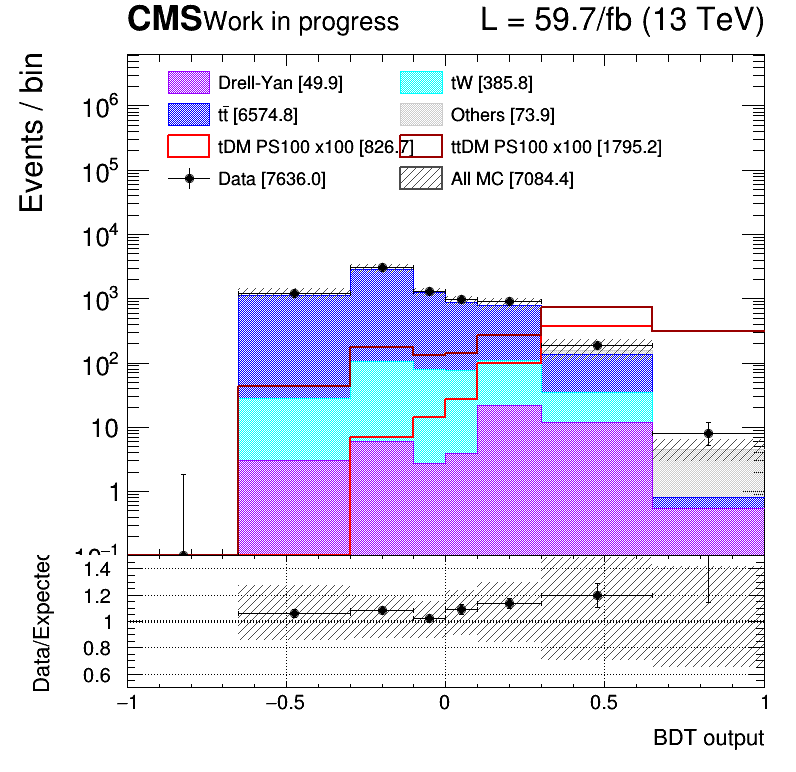 CMS Work in progress L = 59.7/fb (13 TeV)
Events / bin
Drell-Yan [49.9] tW [385.8]
tt̄ [6574.8] Others [73.9]
tDM PS100 x100 [826.7] ttDM PS100 x100 [1795.2]
Data [7636.0] All MC [7084.4]
10⁶
10⁵
10⁴
10³
10²
10
1
10⁻¹
Data/Expected
1.4
1.2
1
0.8
0.6
−1 −0.5 0 0.5 1
BDT output